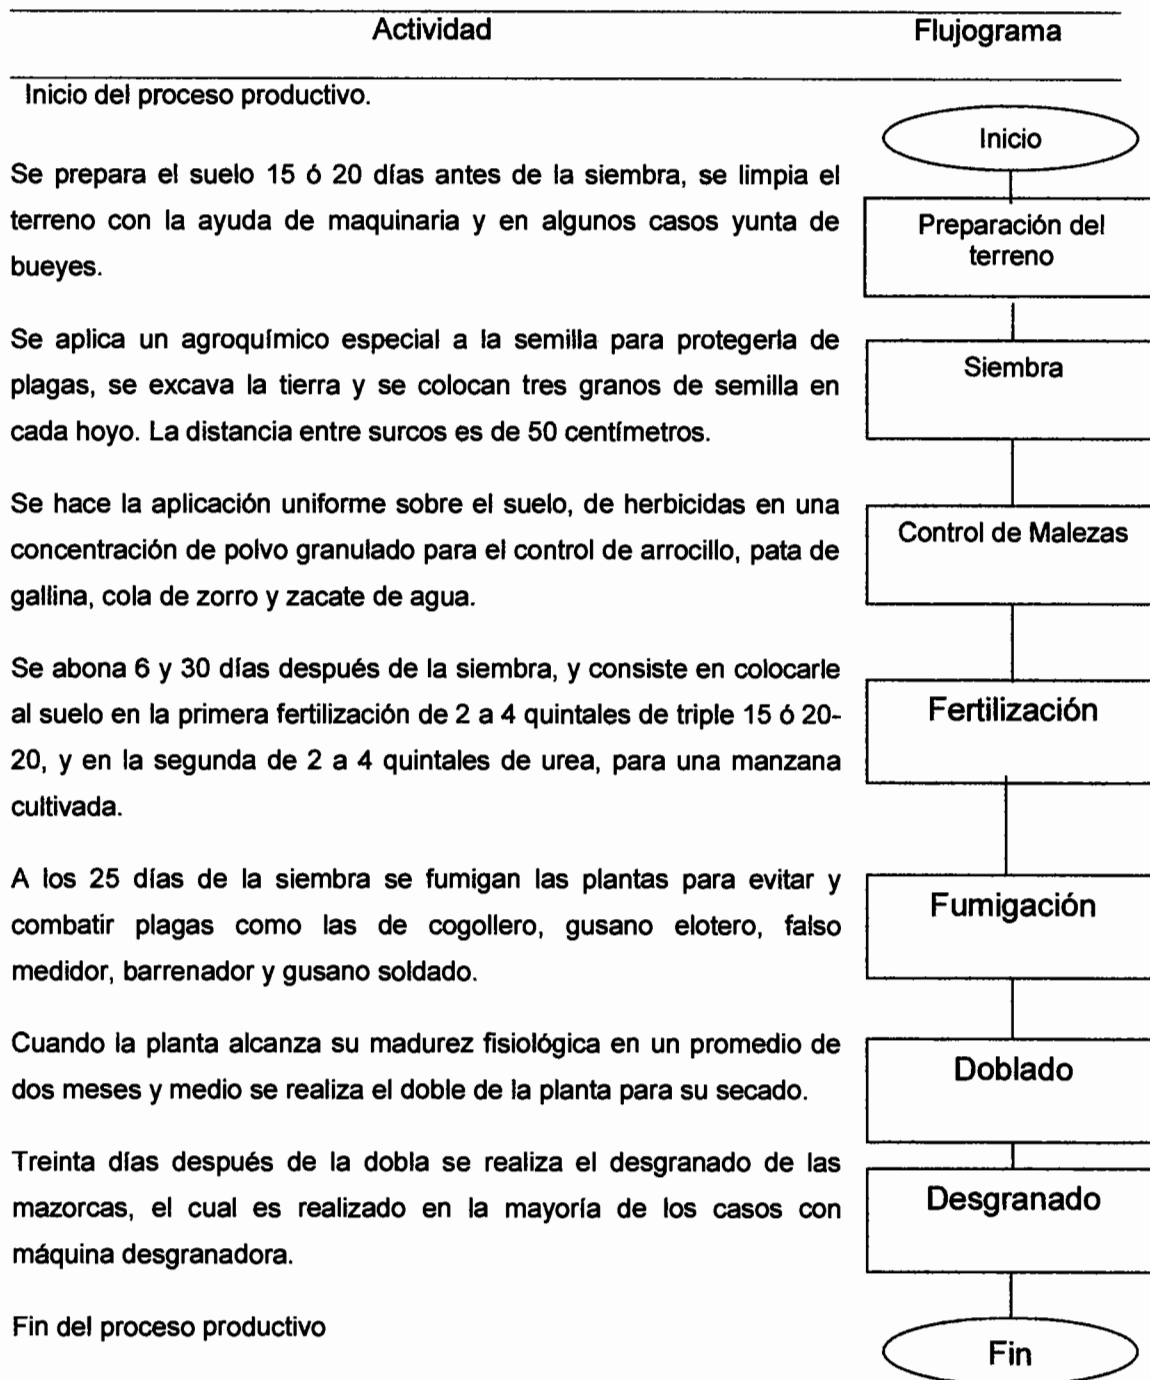 Actividad
Flujograma
Inicio del proceso productivo.
Inicio
Se prepara el suelo 15 ó 20 días antes de la siembra, se limpia el
terreno con la ayuda de maquinaria y en algunos casos yunta de
bueyes.
Preparación del
terreno
Se aplica un agroquímico especial a la semilla para protegerla de
plagas, se excava la tierra y se colocan tres granos de semilla en
cada hoyo. La distancia entre surcos es de 50 centímetros.
Siembra
Se hace la aplicación uniforme sobre el suelo, de herbicidas en una
concentración de polvo granulado para el control de arrocillo, pata de
gallina, cola de zorro y zacate de agua.
Control de Malezas
Se abona 6 y 30 días después de la siembra, y consiste en colocarle
al suelo en la primera fertilización de 2 a 4 quintales de triple 15 ó 20-
20, y en la segunda de 2 a 4 quintales de urea, para una manzana
cultivada.
Fertilización
A los 25 días de la siembra se fumigan las plantas para evitar y
combatir plagas como las de cogollero, gusano elotero, falso
medidor, barrenador y gusano soldado.
Fumigación
Cuando la planta alcanza su madurez fisiológica en un promedio de
dos meses y medio se realiza el doble de la planta para su secado.
Doblado
Treinta días después de la dobla se realiza el desgranado de las
mazorcas, el cual es realizado en la mayoría de los casos con
máquina desgranadora.
Desgranado
Fin del proceso productivo
Fin